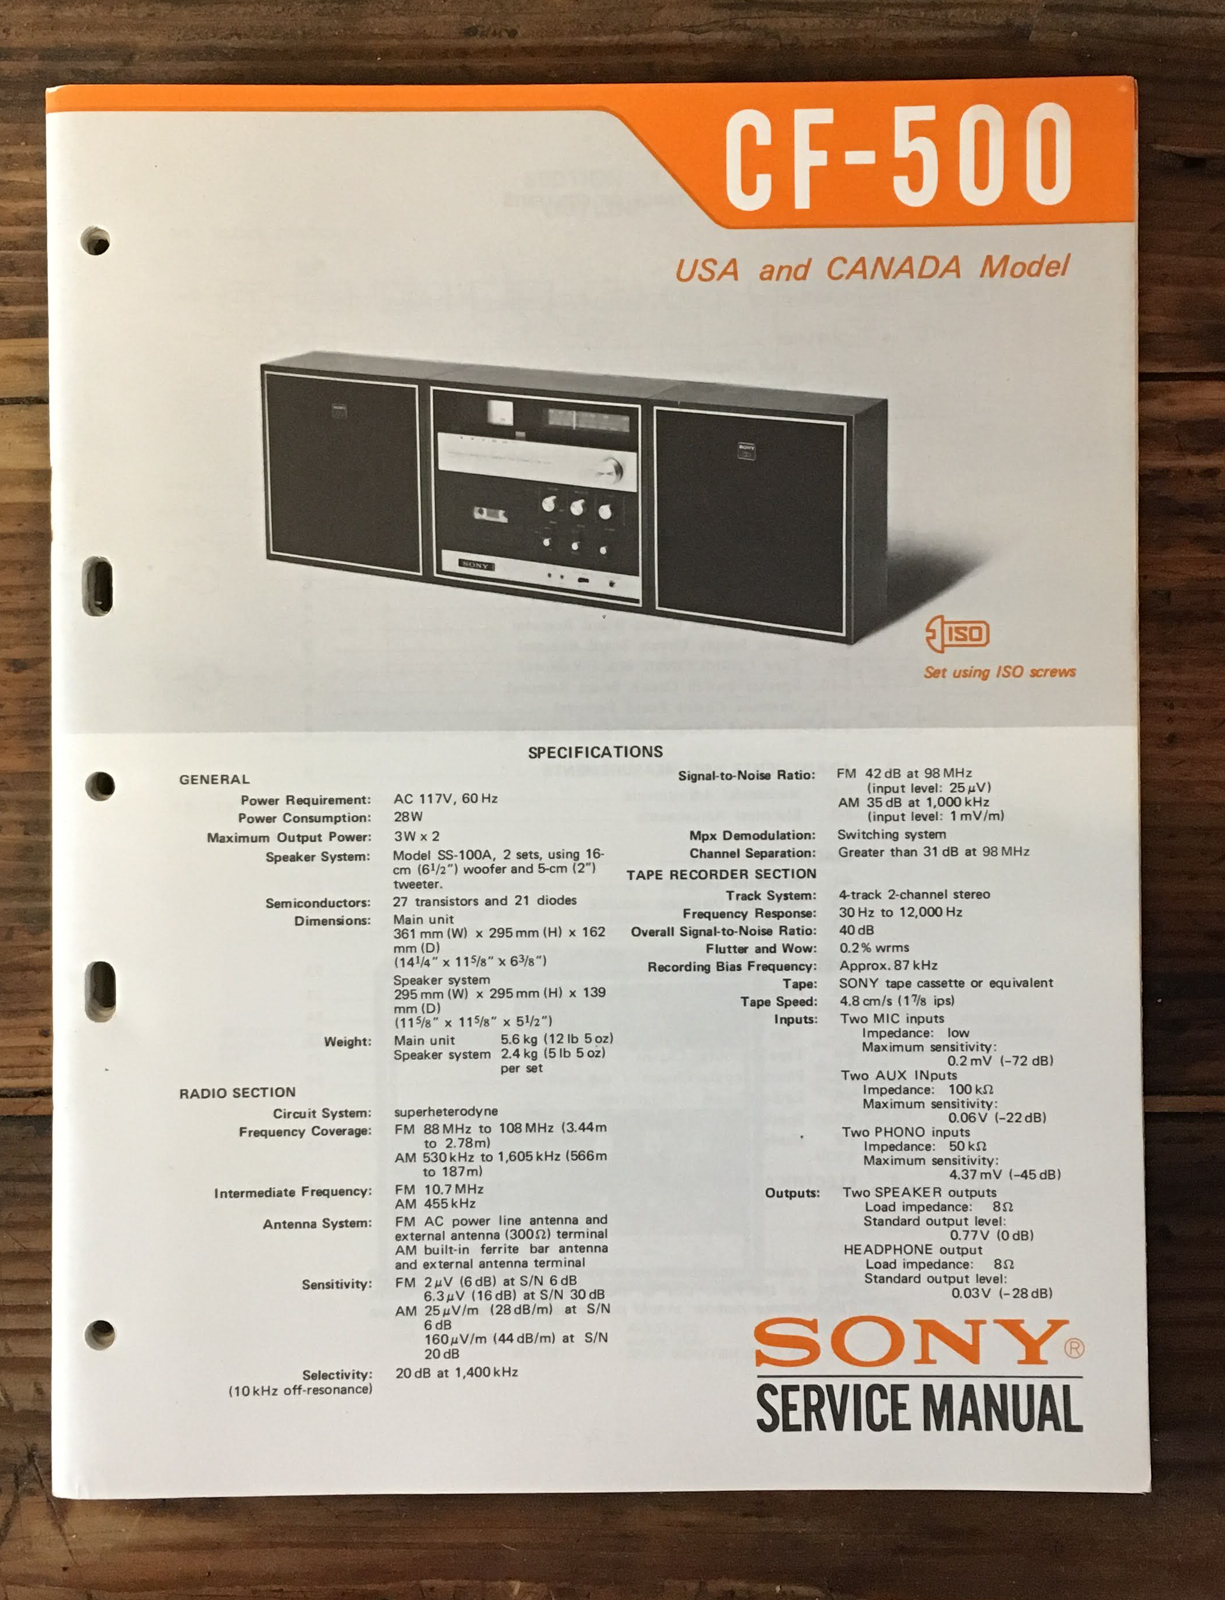 CF-500
USA and CANADA Model
SONY
SONY
SONY
ISO
Set using ISO screws
SPECIFICATIONS
GENERAL
Power Requirement: AC 117V, 60 Hz
Power Consumption: 28W
Maximum Output Power: 3W x 2
Speaker System: Model SS-100A, 2 sets, using 16-
cm (6 1/2") woofer and 5-cm (2")
tweeter.
Semiconductors: 27 transistors and 21 diodes
Dimensions: Main unit
361 mm (W) x 295 mm (H) x 162
mm (D)
(14 1/4" x 11 5/8" x 6 3/8")
Speaker system
295 mm (W) x 295 mm (H) x 139
mm (D)
(11 5/8" x 11 5/8" x 5 1/2")
Weight: Main unit 5.6 kg (12 lb 5 oz)
Speaker system 2.4 kg (5 lb 5 oz)
per set
RADIO SECTION
Circuit System: superheterodyne
Frequency Coverage: FM 88 MHz to 108 MHz (3.44m
to 2.78m)
AM 530 kHz to 1,605 kHz (566m
to 187m)
Intermediate Frequency: FM 10.7 MHz
AM 455 kHz
Antenna System: FM AC power line antenna and
external antenna (300Ω) terminal
AM built-in ferrite bar antenna
and external antenna terminal
Sensitivity: FM 2 μV (6 dB) at S/N 6 dB
6.3 μV (16 dB) at S/N 30 dB
AM 25 μV/m (28 dB/m) at S/N
6 dB
160 μV/m (44 dB/m) at S/N
20 dB
Selectivity: 20 dB at 1,400 kHz
(10 kHz off-resonance)
Signal-to-Noise Ratio: FM 42 dB at 98 MHz
(input level: 25 μV)
AM 35 dB at 1,000 kHz
(input level: 1 mV/m)
Mpx Demodulation: Switching system
Channel Separation: Greater than 31 dB at 98 MHz
TAPE RECORDER SECTION
Track System: 4-track 2-channel stereo
Frequency Response: 30 Hz to 12,000 Hz
Overall Signal-to-Noise Ratio: 40 dB
Flutter and Wow: 0.2% wrms
Recording Bias Frequency: Approx. 87 kHz
Tape: SONY tape cassette or equivalent
Tape Speed: 4.8 cm/s (1 7/8 ips)
Inputs: Two MIC inputs
Impedance: low
Maximum sensitivity:
0.2 mV (-72 dB)
Two AUX INputs
Impedance: 100 kΩ
Maximum sensitivity:
0.06V (-22 dB)
Two PHONO inputs
Impedance: 50 kΩ
Maximum sensitivity:
4.37 mV (-45 dB)
Outputs: Two SPEAKER outputs
Load impedance: 8Ω
Standard output level:
0.77V (0 dB)
HEADPHONE output
Load impedance: 8Ω
Standard output level:
0.03V (-28 dB)
SONY®
SERVICE MANUAL